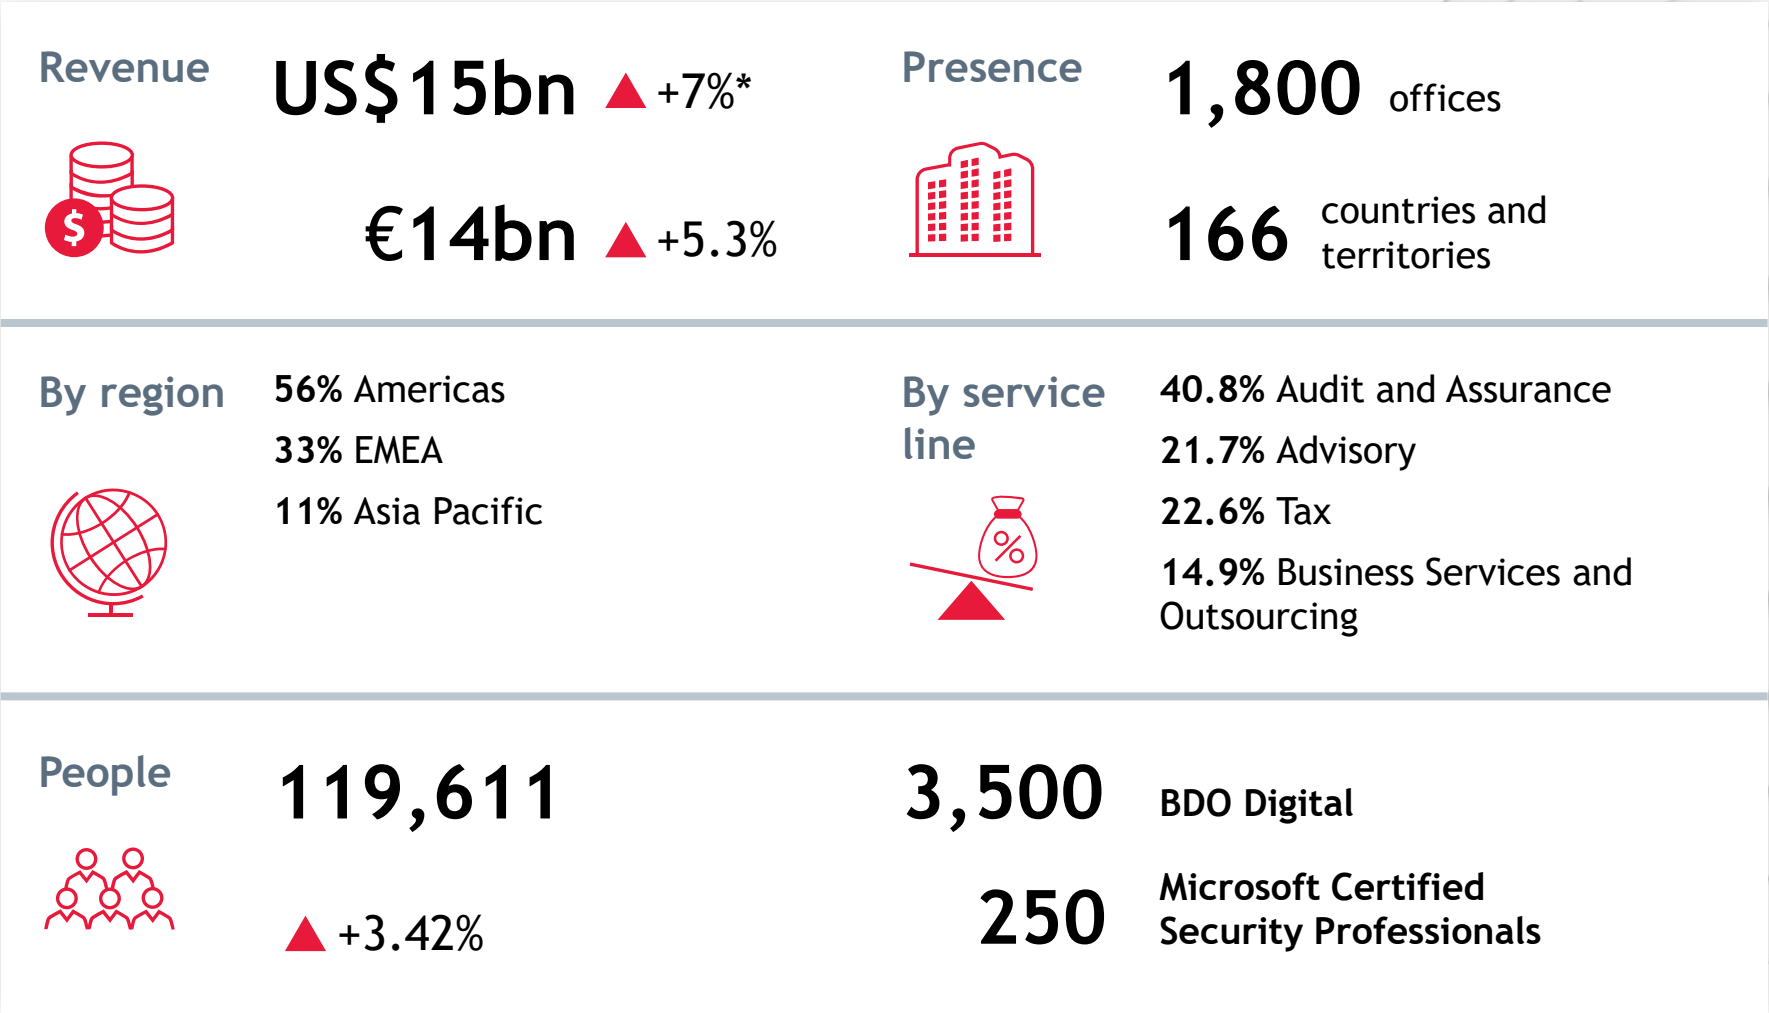 Revenue
US$15bn +7%*
€14bn +5.3%
$
Presence
1,800 offices
166 countries and
territories
By region
56% Americas
33% EMEA
11% Asia Pacific
By service
line
%
40.8% Audit and Assurance
21.7% Advisory
22.6% Tax
14.9% Business Services and
Outsourcing
People
119,611
+3.42%
3,500 BDO Digital
250 Microsoft Certified
Security Professionals